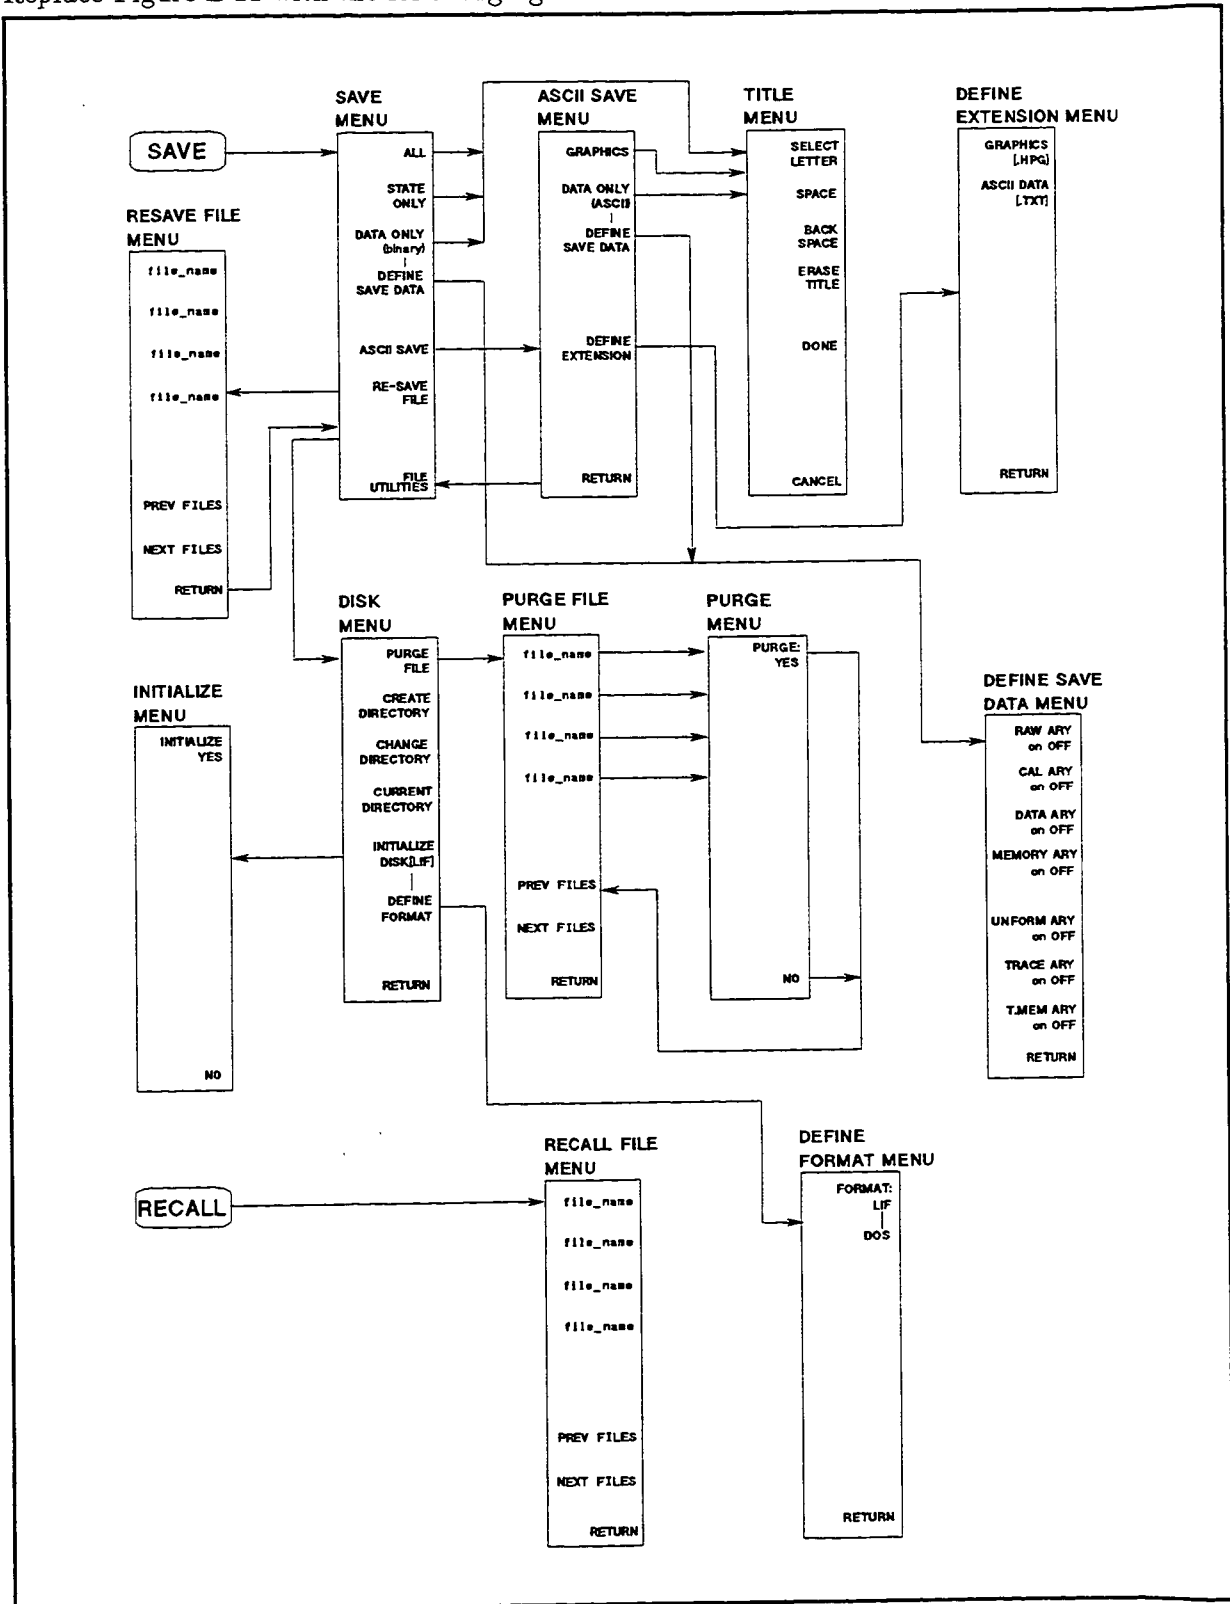 SAVE
SAVE
MENU
ALL
STATE
ONLY
DATA ONLY
(binary)
DEFINE
SAVE DATA
ASCII SAVE
RE-SAVE
FILE
FILE
UTILITIES
ASCII SAVE
MENU
GRAPHICS
DATA ONLY
(ASCII)
DEFINE
SAVE DATA
DEFINE
EXTENSION
RETURN
TITLE
MENU
SELECT
LETTER
SPACE
BACK
SPACE
ERASE
TITLE
DONE
CANCEL
DEFINE
EXTENSION MENU
GRAPHICS
[.HPG]
ASCII DATA
[.TXT]
RETURN
RESAVE FILE
MENU
file_name
file_name
file_name
file_name
PREV FILES
NEXT FILES
RETURN
DISK
MENU
PURGE
FILE
CREATE
DIRECTORY
CHANGE
DIRECTORY
CURRENT
DIRECTORY
INITIALIZE
DISK[LIF]
DEFINE
FORMAT
RETURN
PURGE FILE
MENU
file_name
file_name
file_name
file_name
PREV FILES
NEXT FILES
RETURN
PURGE
MENU
PURGE:
YES
NO
INITIALIZE
MENU
INITIALIZE
YES
NO
DEFINE SAVE
DATA MENU
RAW ARY
on OFF
CAL ARY
on OFF
DATA ARY
on OFF
MEMORY ARY
on OFF
UNFORM ARY
on OFF
TRACE ARY
on OFF
T.MEM ARY
on OFF
RETURN
RECALL
RECALL FILE
MENU
file_name
file_name
file_name
file_name
PREV FILES
NEXT FILES
RETURN
DEFINE
FORMAT MENU
FORMAT:
LIF
DOS
RETURN